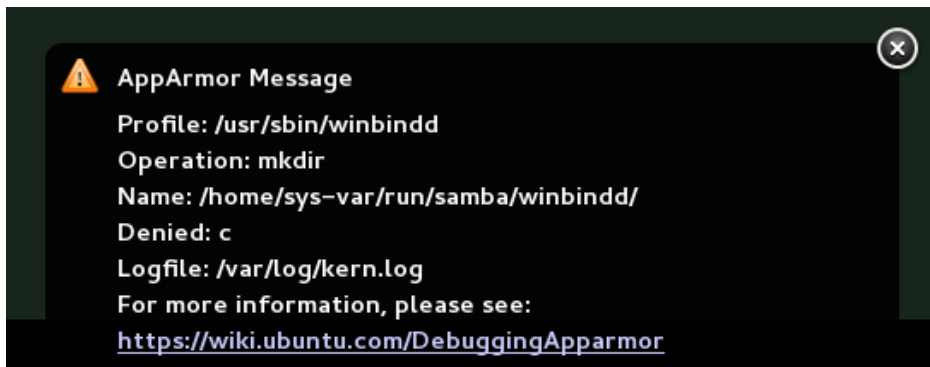 AppArmor Message
Profile: /usr/sbin/winbindd
Operation: mkdir
Name: /home/sys-var/run/samba/winbindd/
Denied: c
Logfile: /var/log/kern.log
For more information, please see:
https://wiki.ubuntu.com/DebuggingApparmor